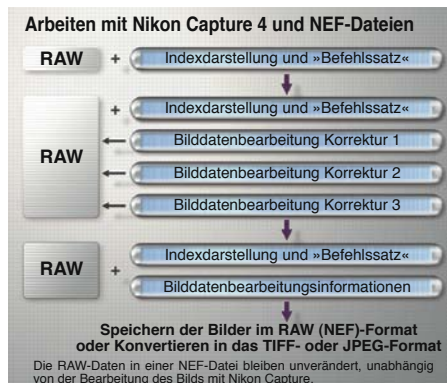 Arbeiten mit Nikon Capture 4 und NEF-Dateien
RAW + Indexdarstellung und »Befehlssatz«
+ Indexdarstellung und »Befehlssatz«
Bilddatenbearbeitung Korrektur 1
RAW
Bilddatenbearbeitung Korrektur 2
Bilddatenbearbeitung Korrektur 3
Indexdarstellung und »Befehlssatz«
RAW +
Bilddatenbearbeitungsinformationen
Speichern der Bilder im RAW (NEF)-Format
oder Konvertieren in das TIFF- oder JPEG-Format
Die RAW-Daten in einer NEF-Datei bleiben unverändert, unabhängig
von der Bearbeitung des Bilds mit Nikon Capture.